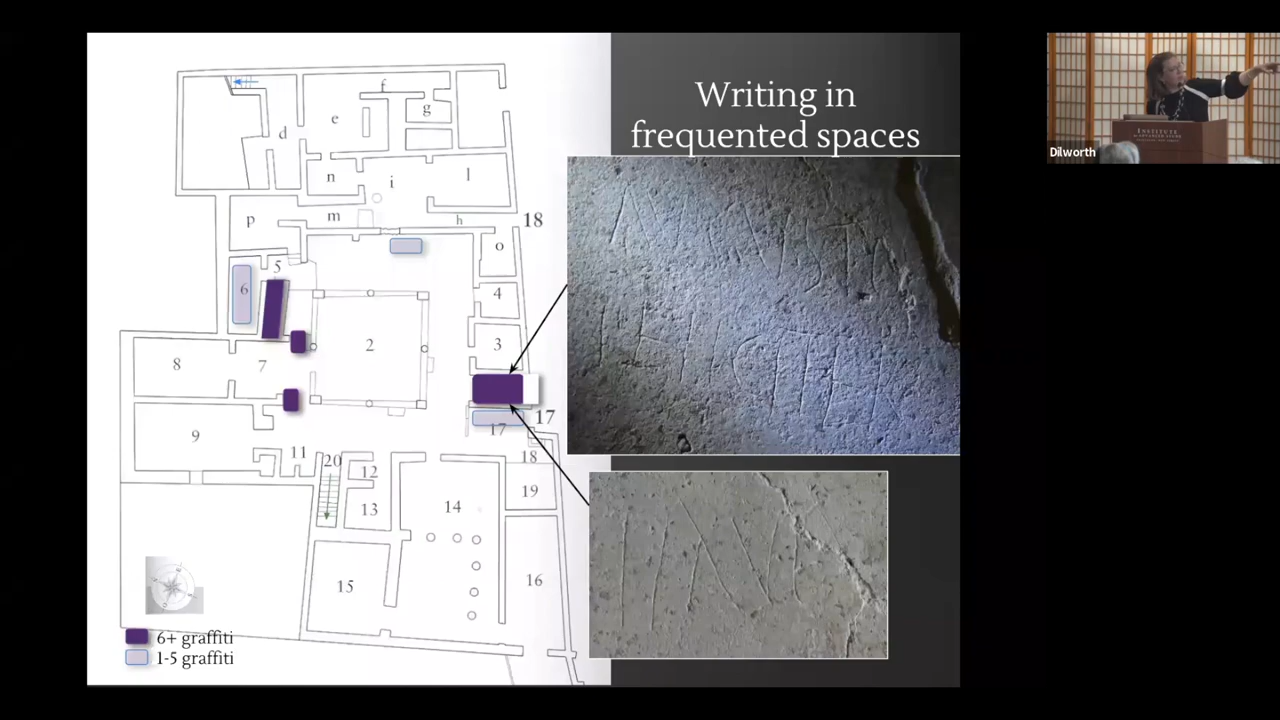 Writing in
frequented spaces
f
g
e
d
n
i
l
p
m
h
18
o
5
6
4
3
2
8
7
17
17
9
11
20
12
18
13
14
19
15
16
6+ graffiti
1-5 graffiti
INSTITUTE
Dilworth